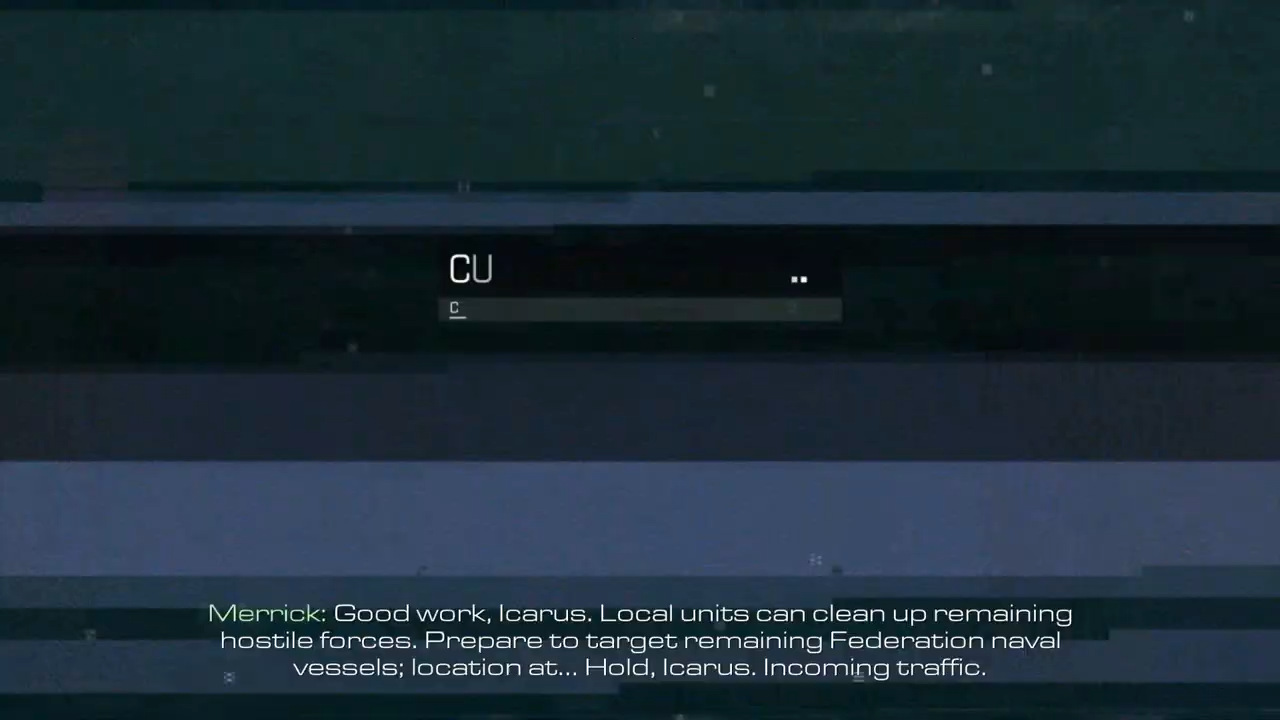 CU ..
C
Merrick: Good work, Icarus. Local units can clean up remaining
hostile forces. Prepare to target remaining Federation naval
vessels; location at... Hold, Icarus. Incoming traffic.